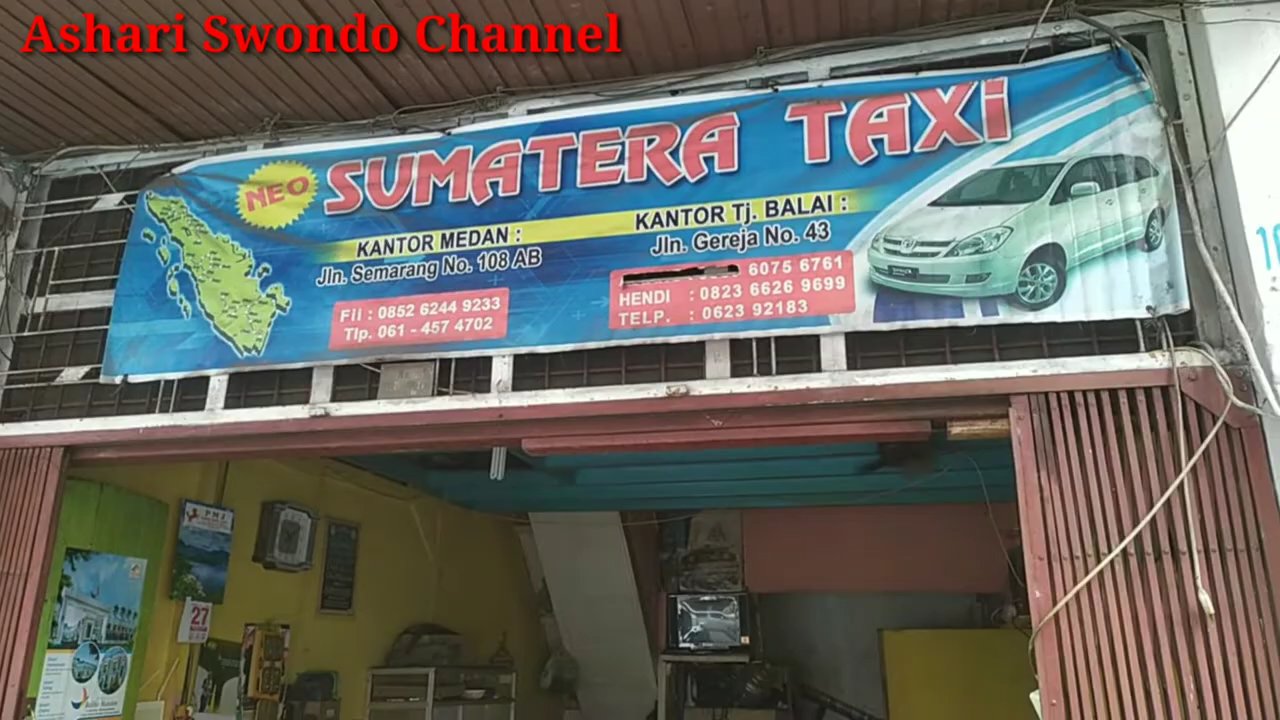 Ashari Swondo Channel
NEO
SUMATERA TAXI
KANTOR MEDAN :
Jln. Semarang No. 108 AB
Fli : 0852 6244 9233
Tlp. 061 - 457 4702
KANTOR Tj. BALAI :
Jln. Gereja No. 43
6075 6761
HENDI : 0823 6626 9699
TELP. : 0623 92183
27